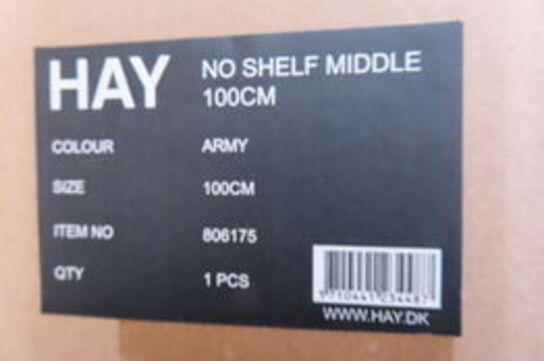 HAY
NO SHELF MIDDLE
100CM
COLOUR ARMY
SIZE 100CM
ITEM NO 806175
QTY 1 PCS
WWW.HAY.DK